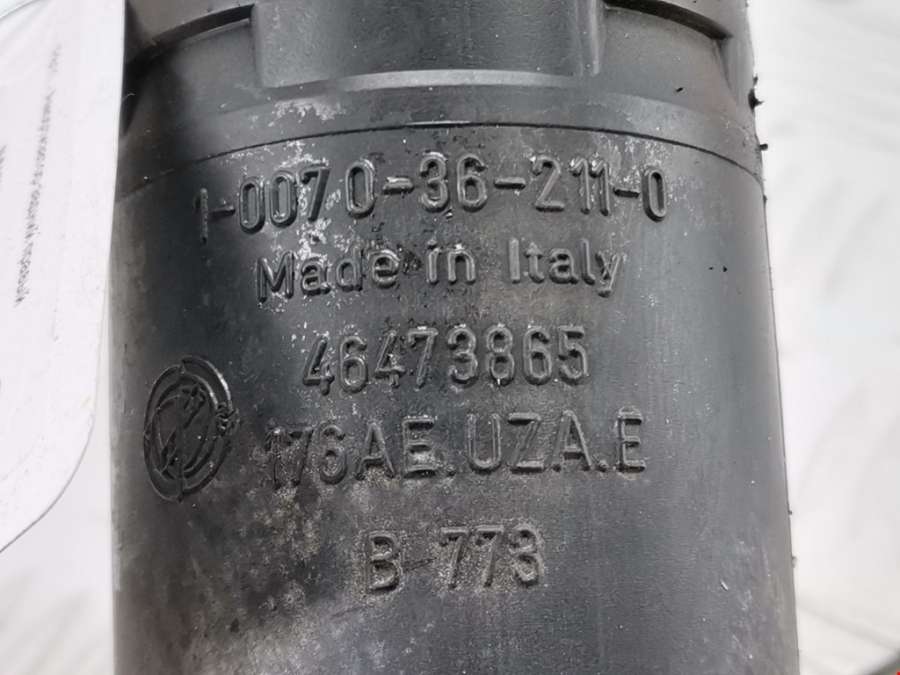 1-0070-36-211-0
Made in Italy
46473865
176AE.UZA.E
B 773